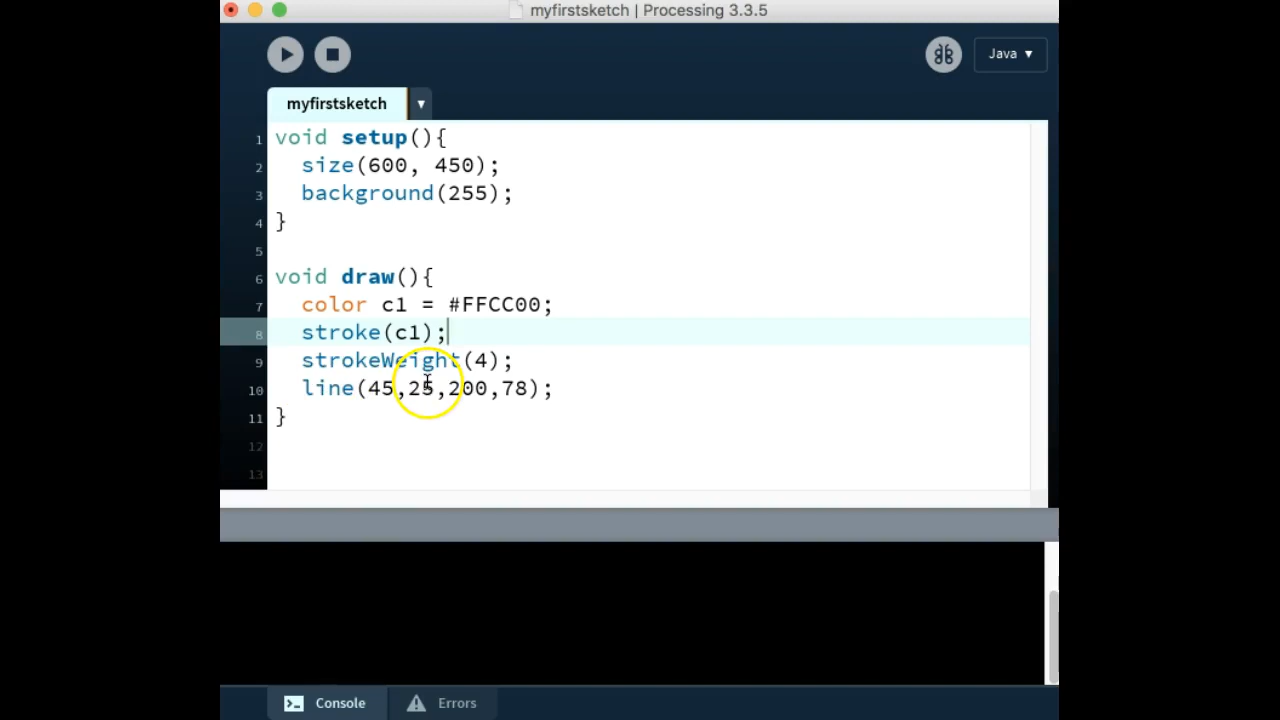 myfirstsketch | Processing 3.3.5
Java ▼
myfirstsketch ▼
1 void setup(){
2   size(600, 450);
3   background(255);
4 }
5
6 void draw(){
7   color c1 = #FFCC00;
8   stroke(c1);
9   strokeWeight(4);
10   line(45,25,200,78);
11 }
12
13
Console Errors